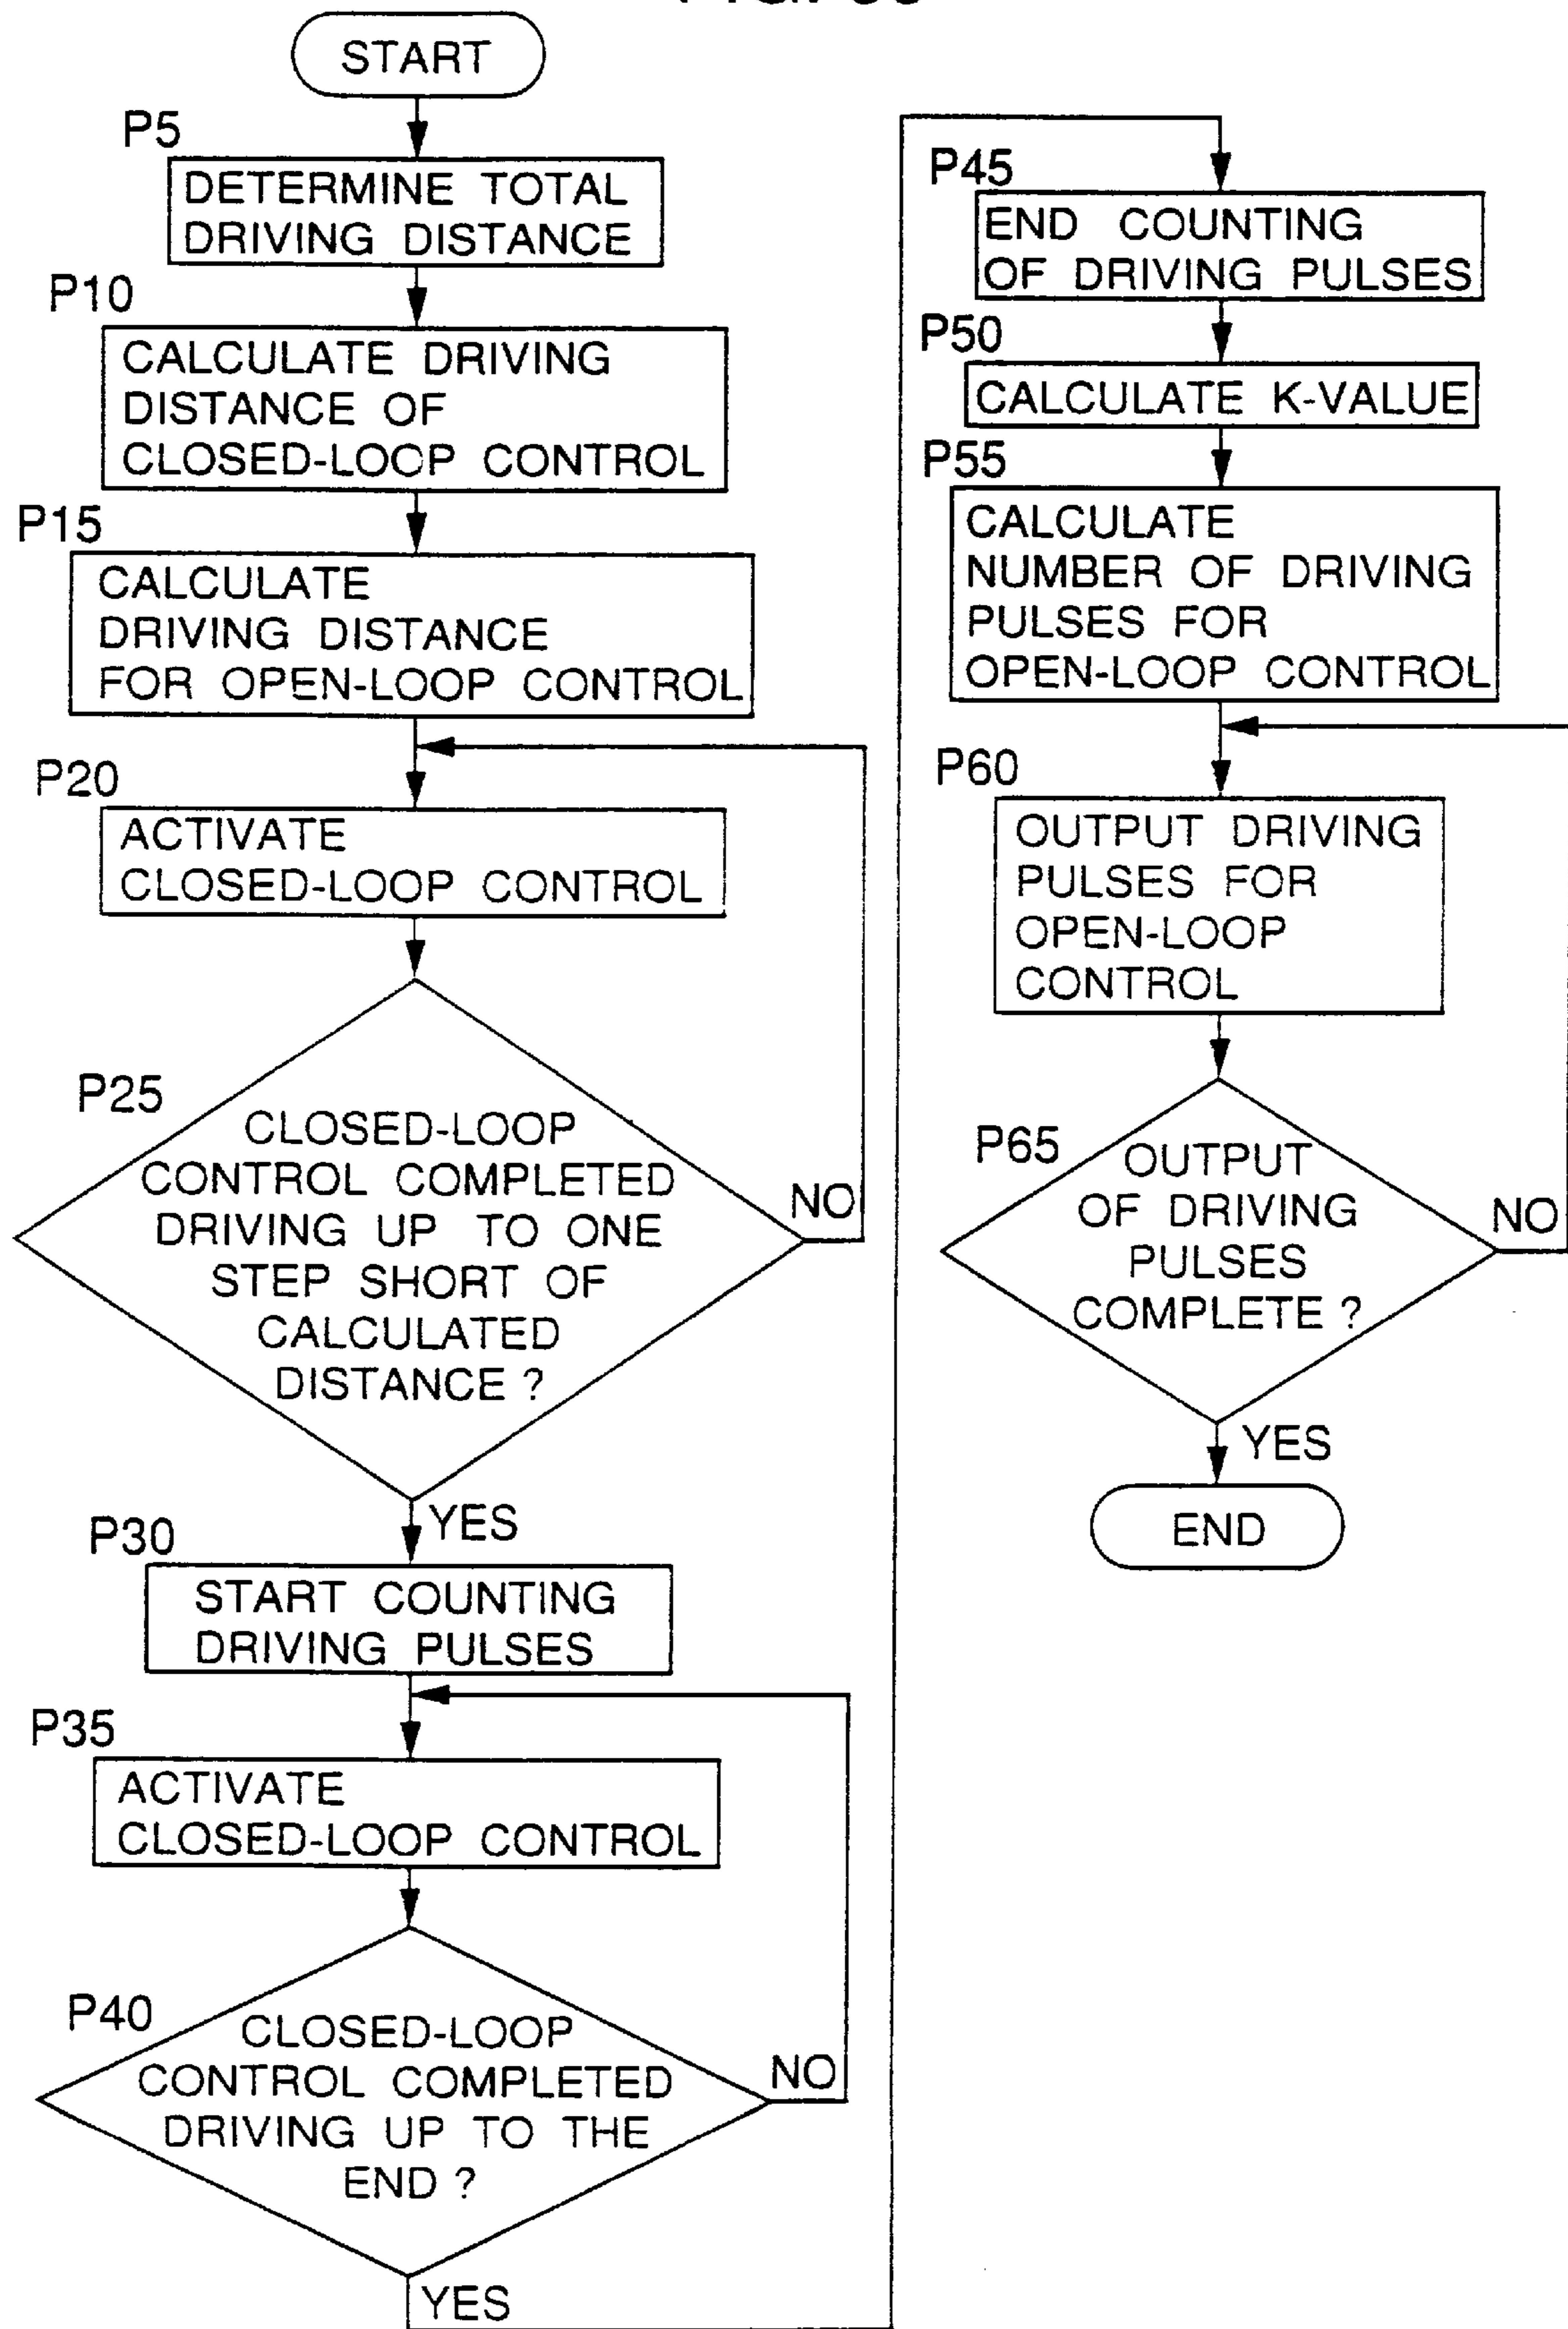 START
P5
DETERMINE TOTAL
DRIVING DISTANCE
P10
CALCULATE DRIVING
DISTANCE OF
CLOSED-LOOP CONTROL
P15
CALCULATE
DRIVING DISTANCE
FOR OPEN-LOOP CONTROL
P20
ACTIVATE
CLOSED-LOOP CONTROL
P25
CLOSED-LOOP
CONTROL COMPLETED
DRIVING UP TO ONE
STEP SHORT OF
CALCULATED
DISTANCE ?
NO
YES
P30
START COUNTING
DRIVING PULSES
P35
ACTIVATE
CLOSED-LOOP CONTROL
P40
CLOSED-LOOP
CONTROL COMPLETED
DRIVING UP TO THE
END ?
NO
YES
P45
END COUNTING
OF DRIVING PULSES
P50
CALCULATE K-VALUE
P55
CALCULATE
NUMBER OF DRIVING
PULSES FOR
OPEN-LOOP CONTROL
P60
OUTPUT DRIVING
PULSES FOR
OPEN-LOOP
CONTROL
P65
OUTPUT
OF DRIVING
PULSES
COMPLETE ?
NO
YES
END